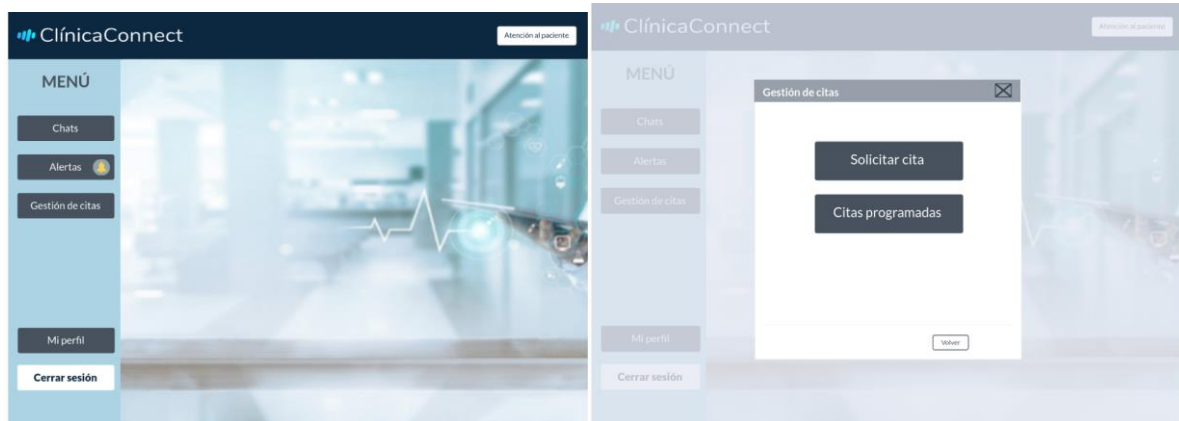 ClínicaConnect
Atención al paciente
MENÚ
Chats
Alertas
Gestión de citas
Mi perfil
Cerrar sesión
ClínicaConnect
Atención al paciente
MENÚ
Chats
Alertas
Gestión de citas
Mi perfil
Cerrar sesión
Gestión de citas
Solicitar cita
Citas programadas
Volver